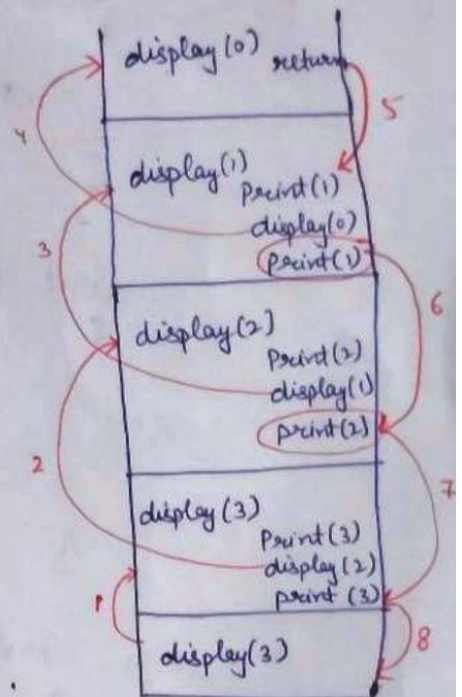 display(0) return
5
4
display(1)
print(1)
display(0)
print(1)
3
6
display(2]
Print(2)
display(1)
print(2)
2
7
display(3)
Print(3)
display(2)
print(3)
1
8
display(3)